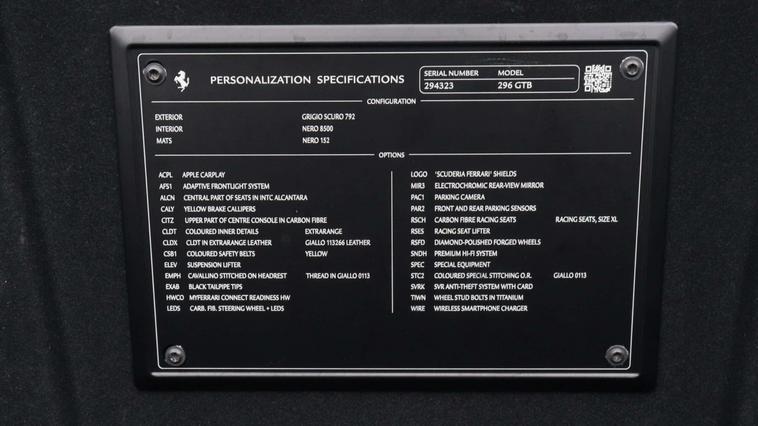 PERSONALIZATION SPECIFICATIONS
SERIAL NUMBER MODEL
294323 296 GTB
CONFIGURATION
EXTERIOR GRIGIO SCURO 792
INTERIOR NERO 8500
MATS NERO 152
OPTIONS
ACPL APPLE CARPLAY
AFS1 ADAPTIVE FRONTLIGHT SYSTEM
ALCN CENTRAL PART OF SEATS IN INTC ALCANTARA
CALY YELLOW BRAKE CALLIPERS
CITZ UPPER PART OF CENTRE CONSOLE IN CARBON FIBRE
CLDT COLOURED INNER DETAILS EXTRARANGE
CLDX CLDT IN EXTRARANGE LEATHER GIALLO 113266 LEATHER
CSB1 COLOURED SAFETY BELTS YELLOW
ELEV SUSPENSION LIFTER
EMPH CAVALLINO STITCHED ON HEADREST THREAD IN GIALLO 0113
EXAB BLACK TAILPIPE TIPS
HWCO MYFERRARI CONNECT READINESS HW
LEDS CARB. FIB. STEERING WHEEL + LEDS
LOGO 'SCUDERIA FERRARI' SHIELDS
MIR3 ELECTROCHROMIC REAR-VIEW MIRROR
PAC1 PARKING CAMERA
PAR2 FRONT AND REAR PARKING SENSORS
RSCH CARBON FIBRE RACING SEATS RACING SEATS, SIZE XL
RSES RACING SEAT LIFTER
RSFD DIAMOND-POLISHED FORGED WHEELS
SNDH PREMIUM HI-FI SYSTEM
SPEC SPECIAL EQUIPMENT
STC2 COLOURED SPECIAL STITCHING O.R. GIALLO 0113
SVRX SVR ANTI-THEFT SYSTEM WITH CARD
TIWN WHEEL STUD BOLTS IN TITANIUM
WIRE WIRELESS SMARTPHONE CHARGER